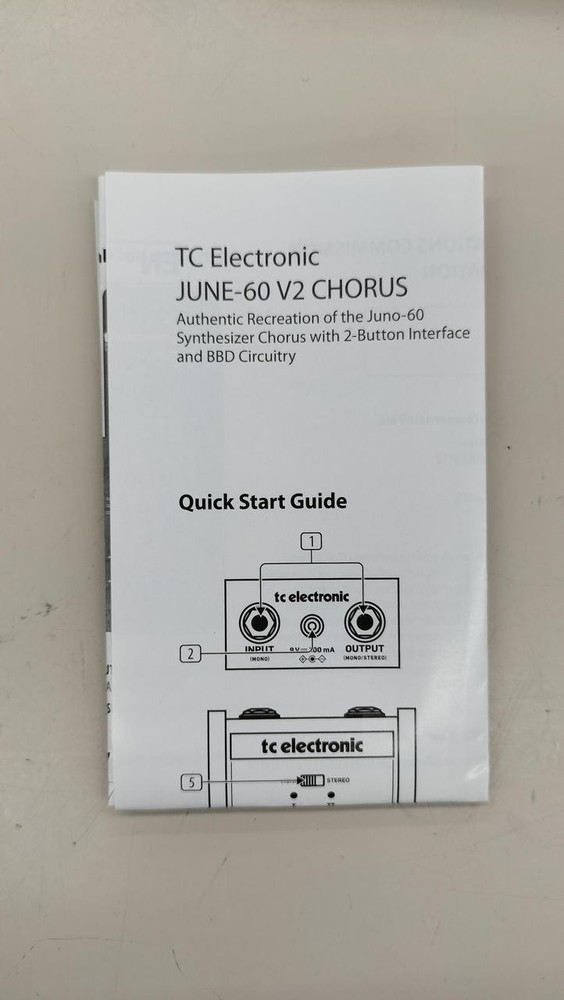 TC Electronic
JUNE-60 V2 CHORUS
Authentic Recreation of the Juno-60
Synthesizer Chorus with 2-Button Interface
and BBD Circuitry
Quick Start Guide
1
tc electronic
2
INPUT
(MONO)
OUTPUT
(MONO/STEREO)
tc electronic
5
STEREO